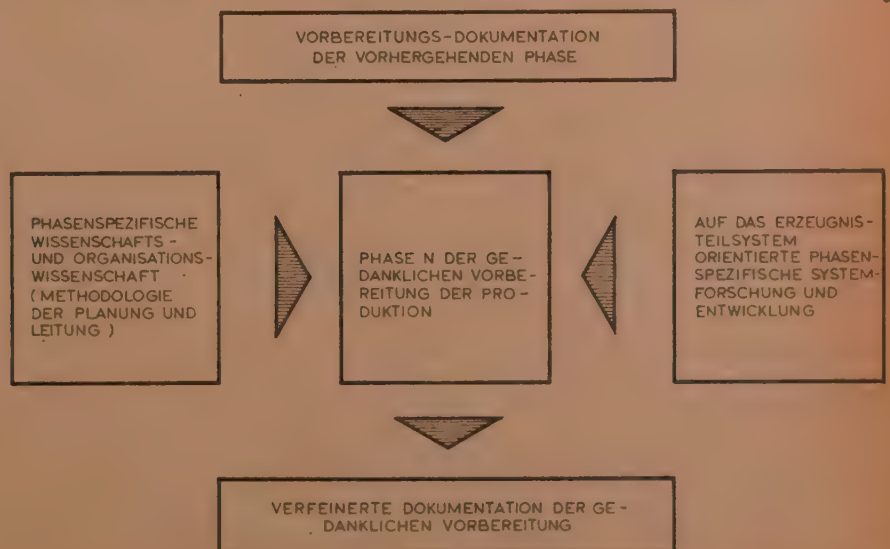 VORBEREITUNGS-DOKUMENTATION
DER VORHERGEHENDEN PHASE
PHASENSPEZIFISCHE
WISSENSCHAFTS-
UND ORGANISATIONS-
WISSENSCHAFT
(METHODOLOGIE
DER PLANUNG UND
LEITUNG)
PHASE N DER GE-
DANKLICHEN VORBE-
REITUNG DER PRO-
DUKTION
AUF DAS ERZEUGNIS-
TEILSYSTEM
ORIENTIERTE PHASEN-
SPEZIFISCHE SYSTEM-
FORSCHUNG UND
ENTWICKLUNG
VERFEINERTE DOKUMENTATION DER GE-
DANKLICHEN VORBEREITUNG